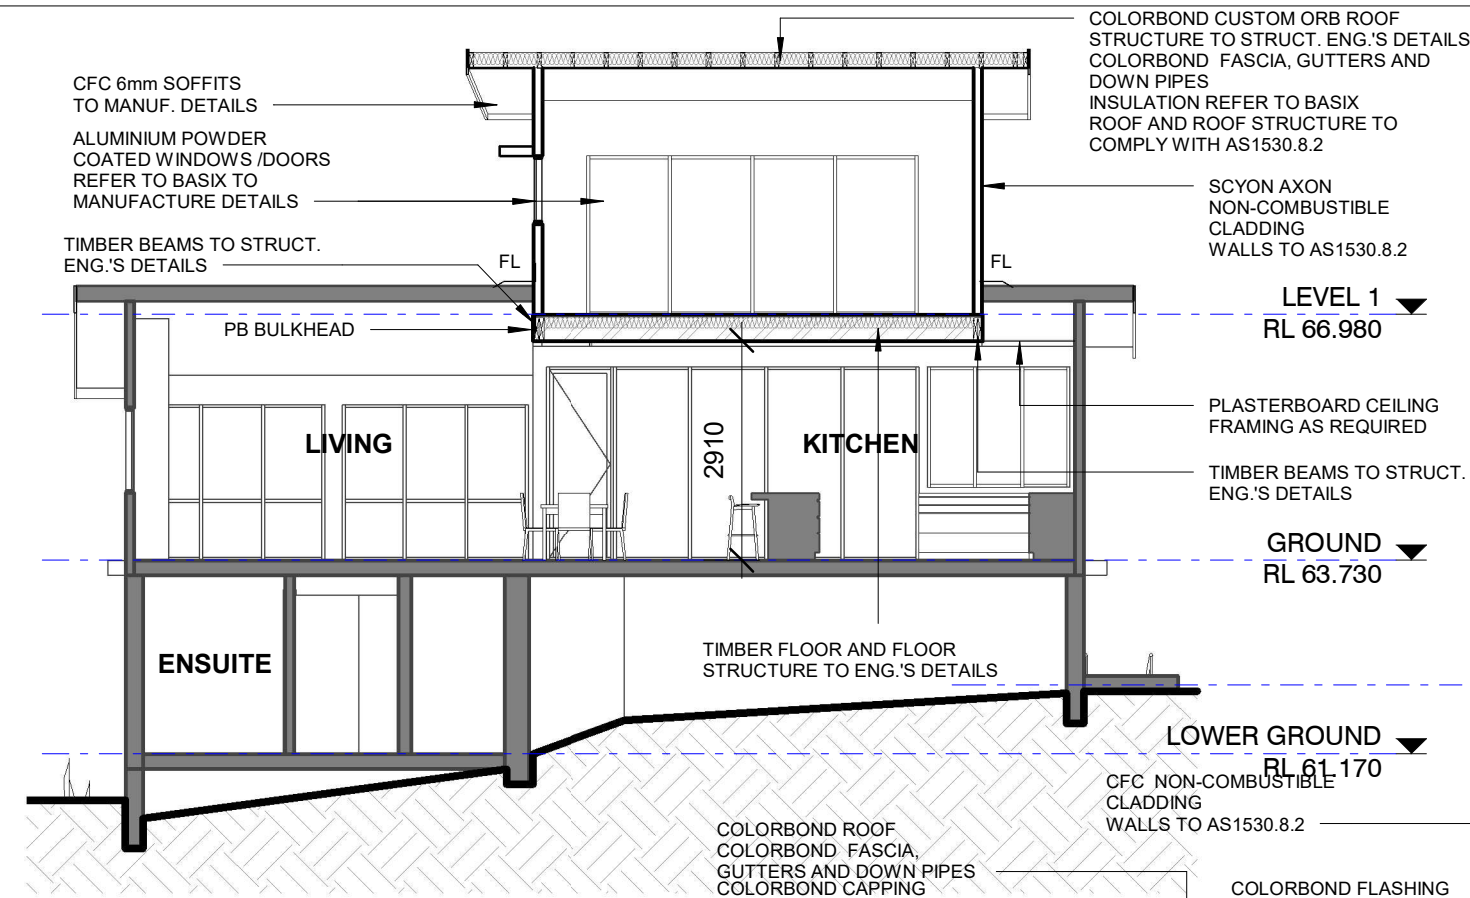 COLORBOND CUSTOM ORB ROOF
STRUCTURE TO STRUCT. ENG.'S DETAILS
COLORBOND FASCIA, GUTTERS AND
DOWN PIPES
INSULATION REFER TO BASIX
ROOF AND ROOF STRUCTURE TO
COMPLY WITH AS1530.8.2
CFC 6mm SOFFITS
TO MANUF. DETAILS
ALUMINIUM POWDER
COATED WINDOWS /DOORS
REFER TO BASIX TO
MANUFACTURE DETAILS
SCYON AXON
NON-COMBUSTIBLE
CLADDING
WALLS TO AS1530.8.2
TIMBER BEAMS TO STRUCT.
ENG.'S DETAILS
FL
FL
LEVEL 1
RL 66.980
PB BULKHEAD
PLASTERBOARD CEILING
FRAMING AS REQUIRED
LIVING
2910
KITCHEN
TIMBER BEAMS TO STRUCT.
ENG.'S DETAILS
GROUND
RL 63.730
ENSUITE
TIMBER FLOOR AND FLOOR
STRUCTURE TO ENG.'S DETAILS
LOWER GROUND
RL 61.170
CFC NON-COMBUSTIBLE
CLADDING
WALLS TO AS1530.8.2
COLORBOND ROOF
COLORBOND FASCIA,
GUTTERS AND DOWN PIPES
COLORBOND CAPPING
COLORBOND FLASHING